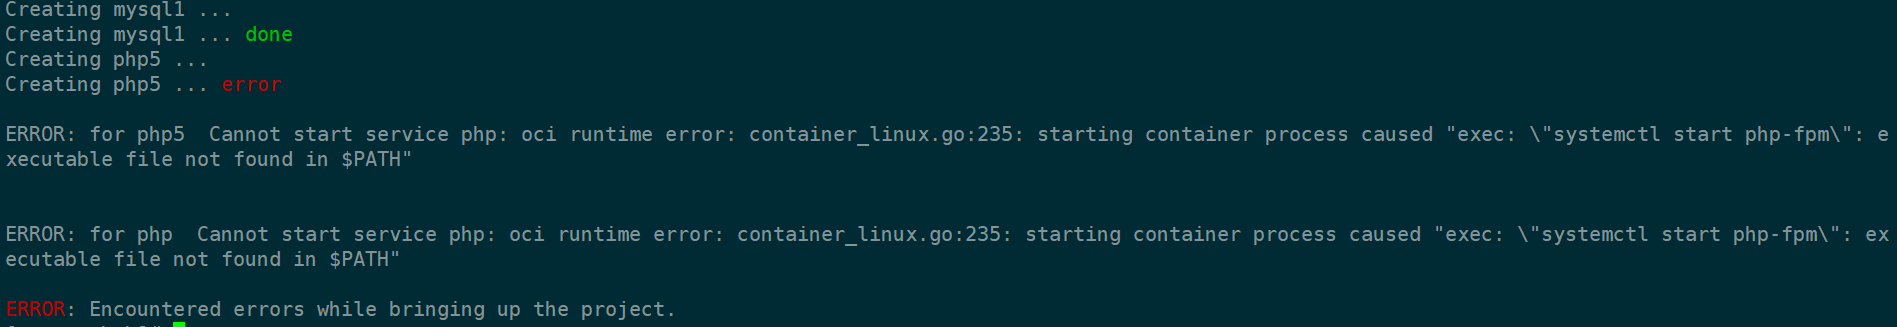 Creating mysql1 ...
Creating mysql1 ... done
Creating php5 ...
Creating php5 ... error
ERROR: for php5  Cannot start service php: oci runtime error: container_linux.go:235: starting container process caused "exec: \"systemctl start php-fpm\": e
xecutable file not found in $PATH"
ERROR: for php  Cannot start service php: oci runtime error: container_linux.go:235: starting container process caused "exec: \"systemctl start php-fpm\": ex
ecutable file not found in $PATH"
ERROR: Encountered errors while bringing up the project.